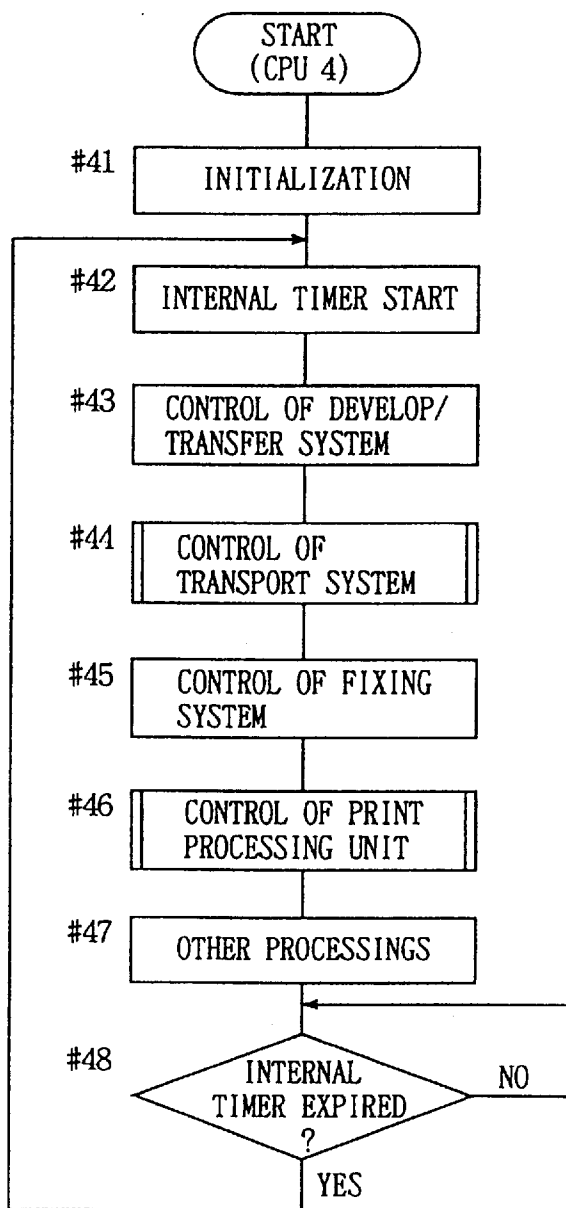 START
(CPU 4)
#41
INITIALIZATION
#42
INTERNAL TIMER START
#43
CONTROL OF DEVELOP/
TRANSFER SYSTEM
#44
CONTROL OF
TRANSPORT SYSTEM
#45
CONTROL OF FIXING
SYSTEM
#46
CONTROL OF PRINT
PROCESSING UNIT
#47
OTHER PROCESSINGS
#48
INTERNAL
TIMER EXPIRED
?
NO
YES